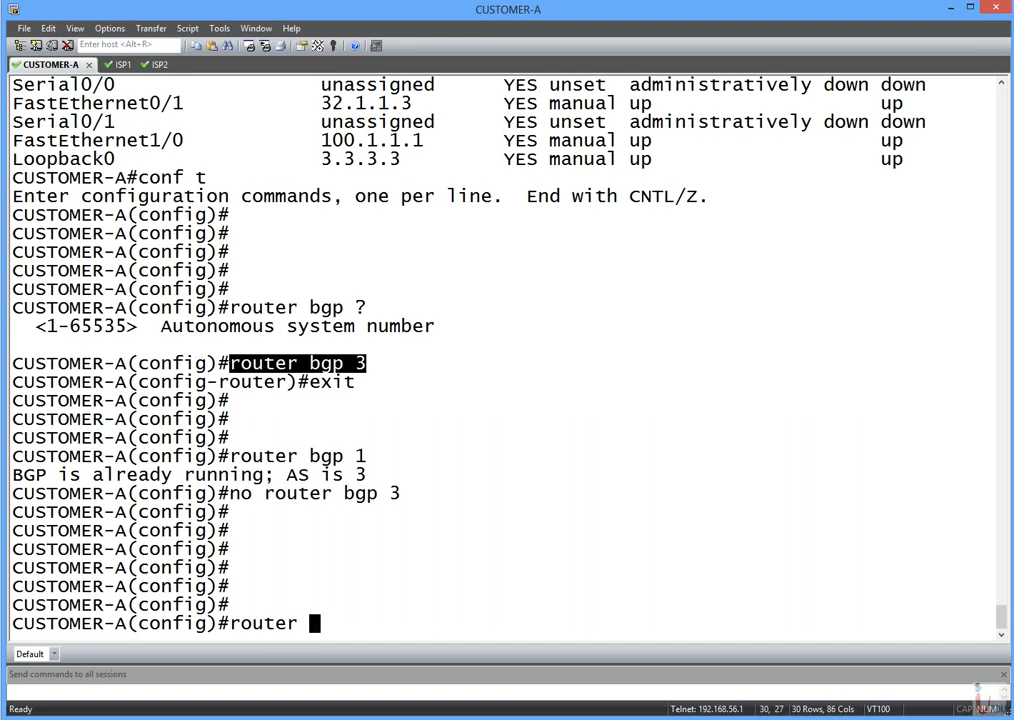 CUSTOMER-A
File Edit View Options Transfer Script Tools Window Help
Enter host <Alt+R>
CUSTOMER-A × ISP1 ISP2
Serial0/0 unassigned YES unset administratively down down
FastEthernet0/1 32.1.1.3 YES manual up up
Serial0/1 unassigned YES unset administratively down down
FastEthernet1/0 100.1.1.1 YES manual up up
Loopback0 3.3.3.3 YES manual up up
CUSTOMER-A#conf t
Enter configuration commands, one per line. End with CNTL/Z.
CUSTOMER-A(config)#
CUSTOMER-A(config)#
CUSTOMER-A(config)#
CUSTOMER-A(config)#
CUSTOMER-A(config)#
CUSTOMER-A(config)#router bgp ?
<1-65535> Autonomous system number
CUSTOMER-A(config)#router bgp 3
CUSTOMER-A(config-router)#exit
CUSTOMER-A(config)#
CUSTOMER-A(config)#
CUSTOMER-A(config)#
CUSTOMER-A(config)#router bgp 1
BGP is already running; AS is 3
CUSTOMER-A(config)#no router bgp 3
CUSTOMER-A(config)#
CUSTOMER-A(config)#
CUSTOMER-A(config)#
CUSTOMER-A(config)#
CUSTOMER-A(config)#
CUSTOMER-A(config)#
CUSTOMER-A(config)#router
Default
Send commands to all sessions
Ready Telnet: 192.168.56.1 30, 27 30 Rows, 86 Cols VT100 CAP NUM